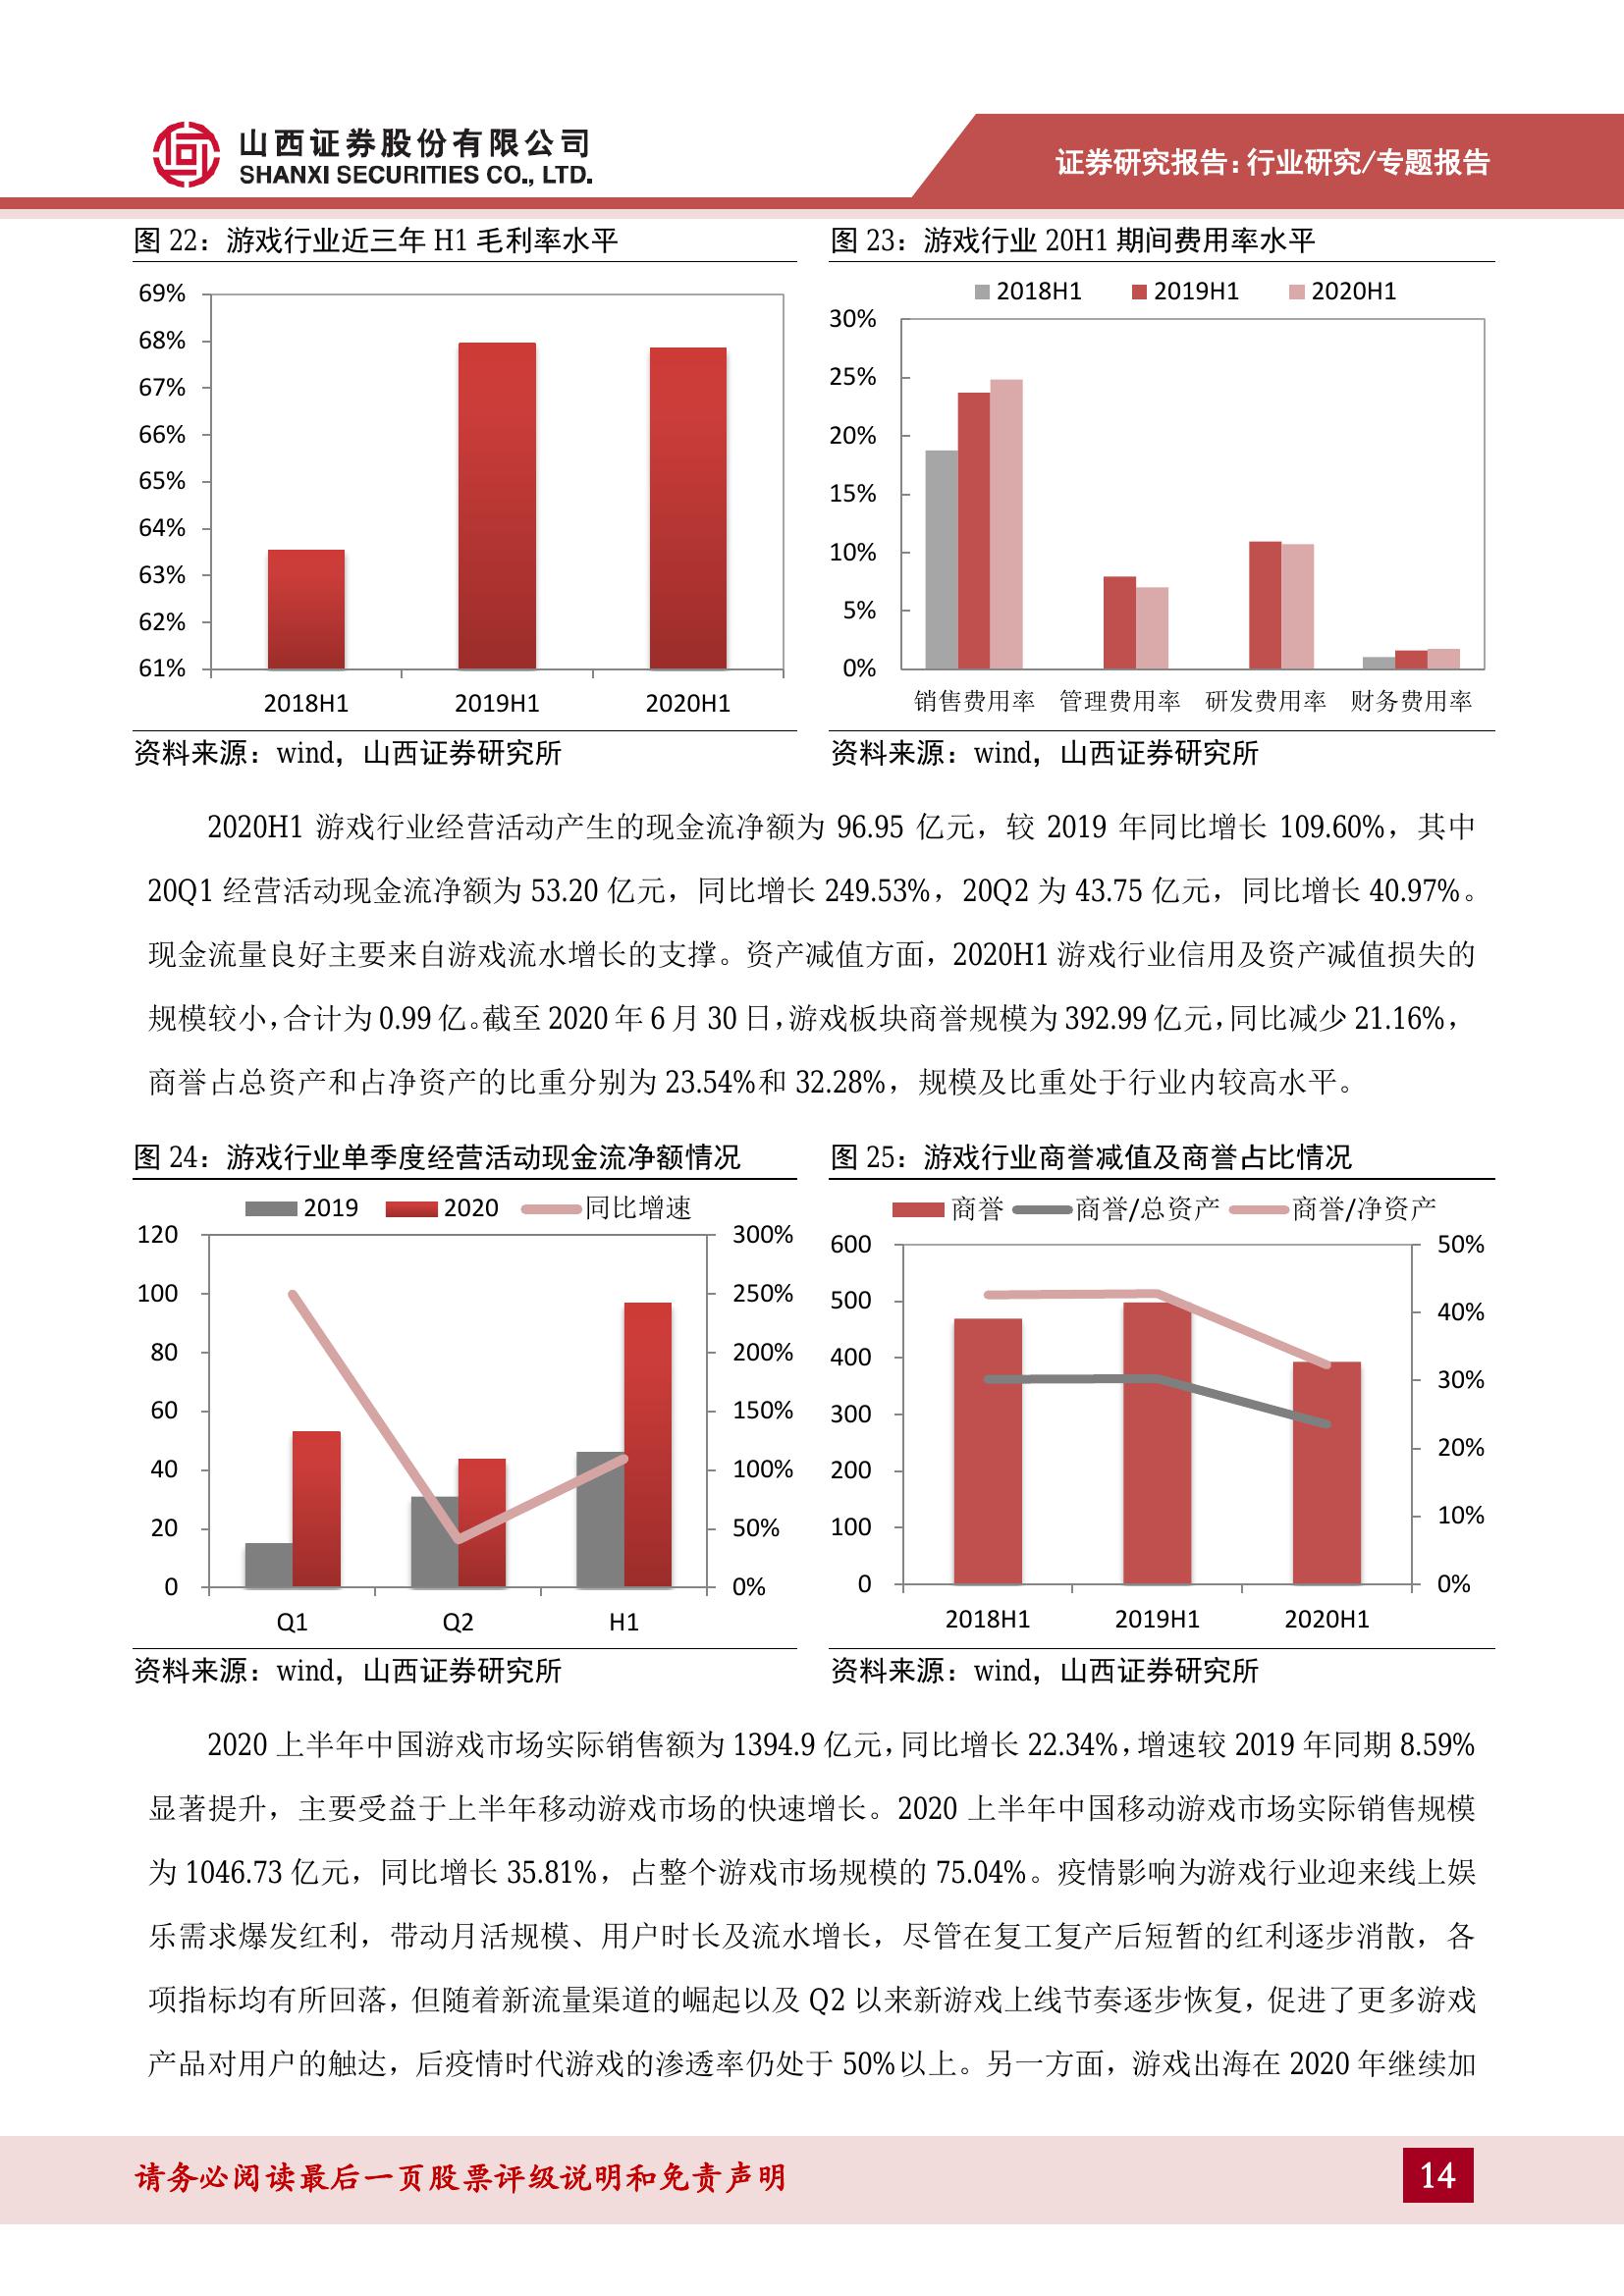 山西证券股份有限公司
SHANXI SECURITIES CO., LTD.
证券研究报告：行业研究/专题报告
图 22：游戏行业近三年 H1 毛利率水平
69%
68%
67%
66%
65%
64%
63%
62%
61%
2018H1 2019H1 2020H1
资料来源：wind，山西证券研究所
图 23：游戏行业 20H1 期间费用率水平
2018H1 2019H1 2020H1
30%
25%
20%
15%
10%
5%
0%
销售费用率 管理费用率 研发费用率 财务费用率
资料来源：wind，山西证券研究所
2020H1 游戏行业经营活动产生的现金流净额为 96.95 亿元，较 2019 年同比增长 109.60%，其中
20Q1 经营活动现金流净额为 53.20 亿元，同比增长 249.53%，20Q2 为 43.75 亿元，同比增长 40.97%。
现金流量良好主要来自游戏流水增长的支撑。资产减值方面，2020H1 游戏行业信用及资产减值损失的
规模较小，合计为 0.99 亿。截至 2020 年 6 月 30 日，游戏板块商誉规模为 392.99 亿元，同比减少 21.16%，
商誉占总资产和占净资产的比重分别为 23.54%和 32.28%，规模及比重处于行业内较高水平。
图 24：游戏行业单季度经营活动现金流净额情况
2019 2020 同比增速
120
100
80
60
40
20
0
300%
250%
200%
150%
100%
50%
0%
Q1 Q2 H1
资料来源：wind，山西证券研究所
图 25：游戏行业商誉减值及商誉占比情况
商誉 商誉/总资产 商誉/净资产
600
500
400
300
200
100
0
50%
40%
30%
20%
10%
0%
2018H1 2019H1 2020H1
资料来源：wind，山西证券研究所
2020 上半年中国游戏市场实际销售额为 1394.9 亿元，同比增长 22.34%，增速较 2019 年同期 8.59%
显著提升，主要受益于上半年移动游戏市场的快速增长。2020 上半年中国移动游戏市场实际销售规模
为 1046.73 亿元，同比增长 35.81%，占整个游戏市场规模的 75.04%。疫情影响为游戏行业迎来线上娱
乐需求爆发红利，带动月活规模、用户时长及流水增长，尽管在复工复产后短暂的红利逐步消散，各
项指标均有所回落，但随着新流量渠道的崛起以及 Q2 以来新游戏上线节奏逐步恢复，促进了更多游戏
产品对用户的触达，后疫情时代游戏的渗透率仍处于 50%以上。另一方面，游戏出海在 2020 年继续加
请务必阅读最后一页股票评级说明和免责声明
14